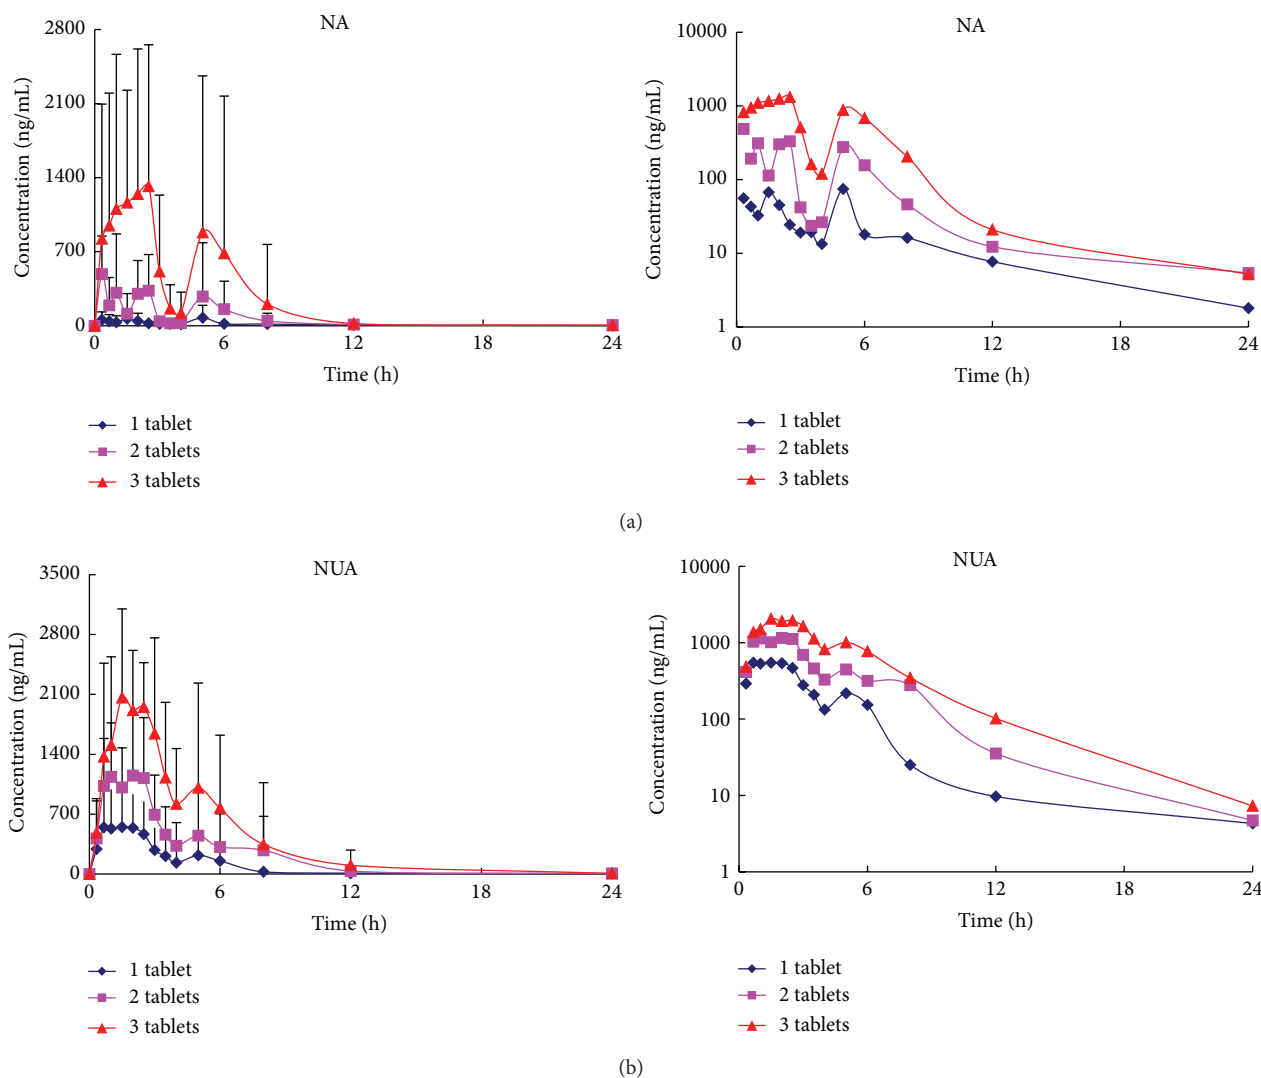 NA
2800
2100
1400
700
0
Concentration (ng/mL)
0 6 12 18 24
Time (h)
1 tablet
2 tablets
3 tablets
NA
10000
1000
100
10
1
Concentration (ng/mL)
0 6 12 18 24
Time (h)
1 tablet
2 tablets
3 tablets
(a)
NUA
3500
2800
2100
1400
700
0
Concentration (ng/mL)
0 6 12 18 24
Time (h)
1 tablet
2 tablets
3 tablets
NUA
10000
1000
100
10
1
Concentration (ng/mL)
0 6 12 18 24
Time (h)
1 tablet
2 tablets
3 tablets
(b)